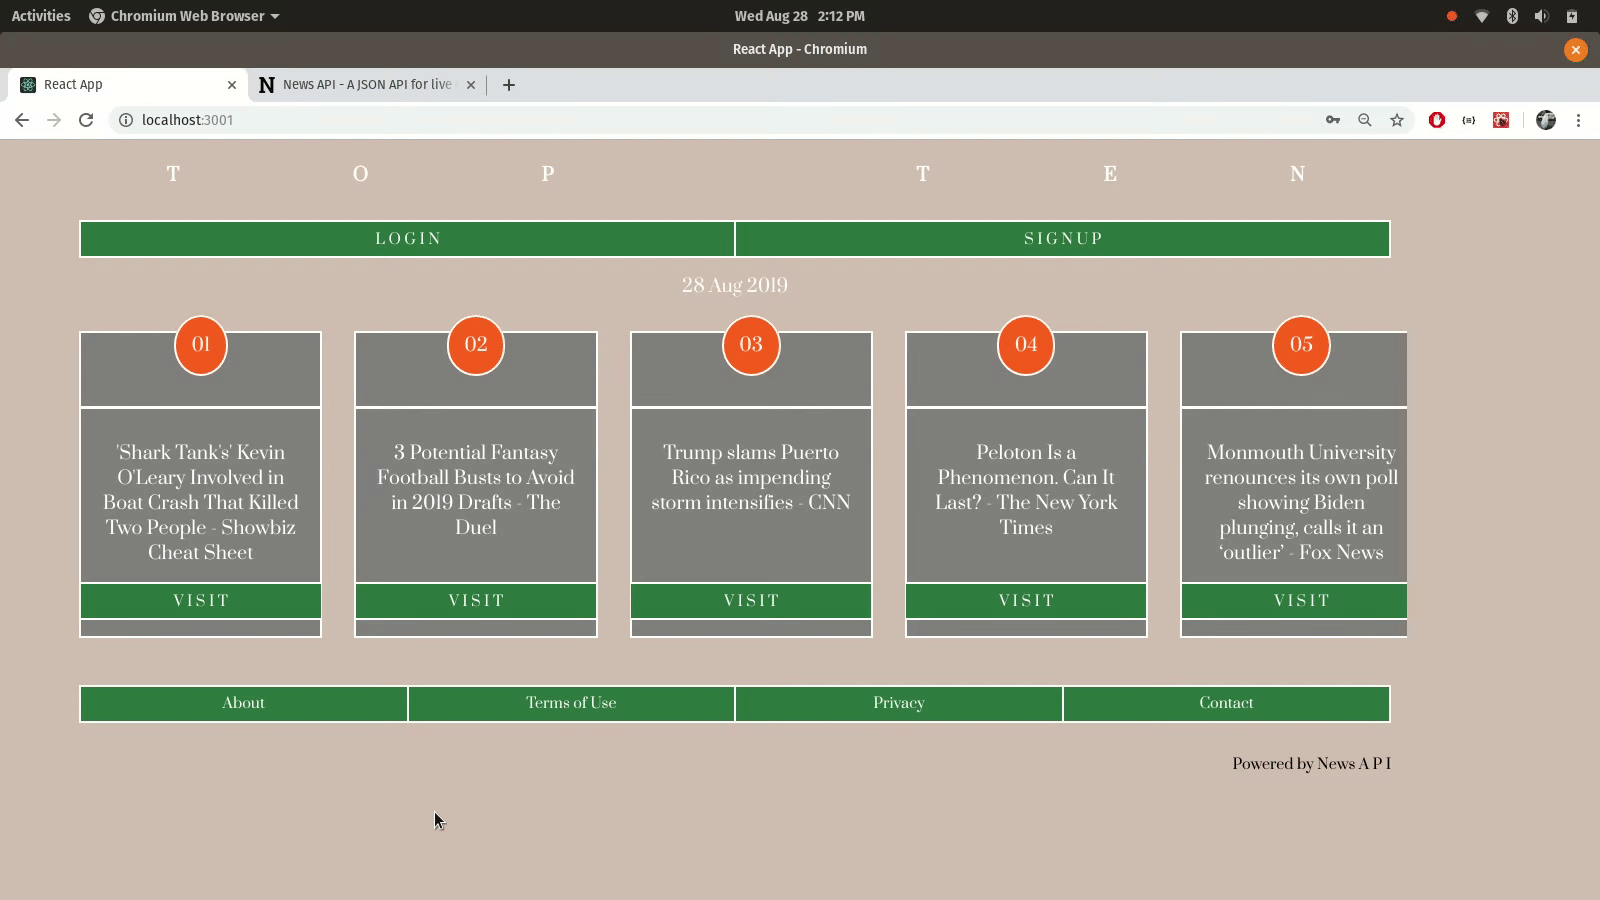 Activities Chromium Web Browser Wed Aug 28 2:12 PM
React App - Chromium
React App News API - A JSON API for live
localhost:3001
T O P T E N
LOGIN SIGNUP
28 Aug 2019
01 02 03 04 05
'Shark Tank's' Kevin
O'Leary Involved in
Boat Crash That Killed
Two People - Showbiz
Cheat Sheet
VISIT
3 Potential Fantasy
Football Busts to Avoid
in 2019 Drafts - The
Duel
VISIT
Trump slams Puerto
Rico as impending
storm intensifies - CNN
VISIT
Peloton Is a
Phenomenon. Can It
Last? - The New York
Times
VISIT
Monmouth University
renounces its own poll
showing Biden
plunging, calls it an
‘outlier’ - Fox News
VISIT
About Terms of Use Privacy Contact
Powered by News A P I